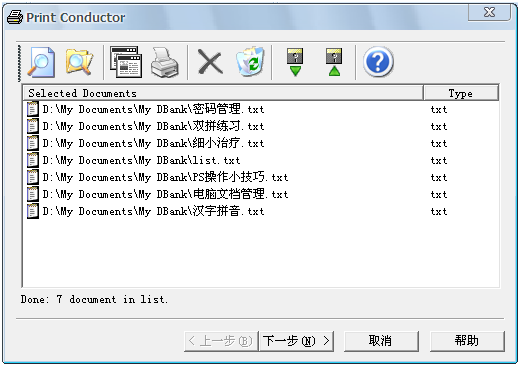 Print Conductor
Selected Documents Type
D:\My Documents\My DBank\密码管理.txt txt
D:\My Documents\My DBank\双拼练习.txt txt
D:\My Documents\My DBank\细小治疗.txt txt
D:\My Documents\My DBank\list.txt txt
D:\My Documents\My DBank\PS操作小技巧.txt txt
D:\My Documents\My DBank\电脑文档管理.txt txt
D:\My Documents\My DBank\汉字拼音.txt txt
Done: 7 document in list.
< 上一步(B) 下一步(N) > 取消 帮助